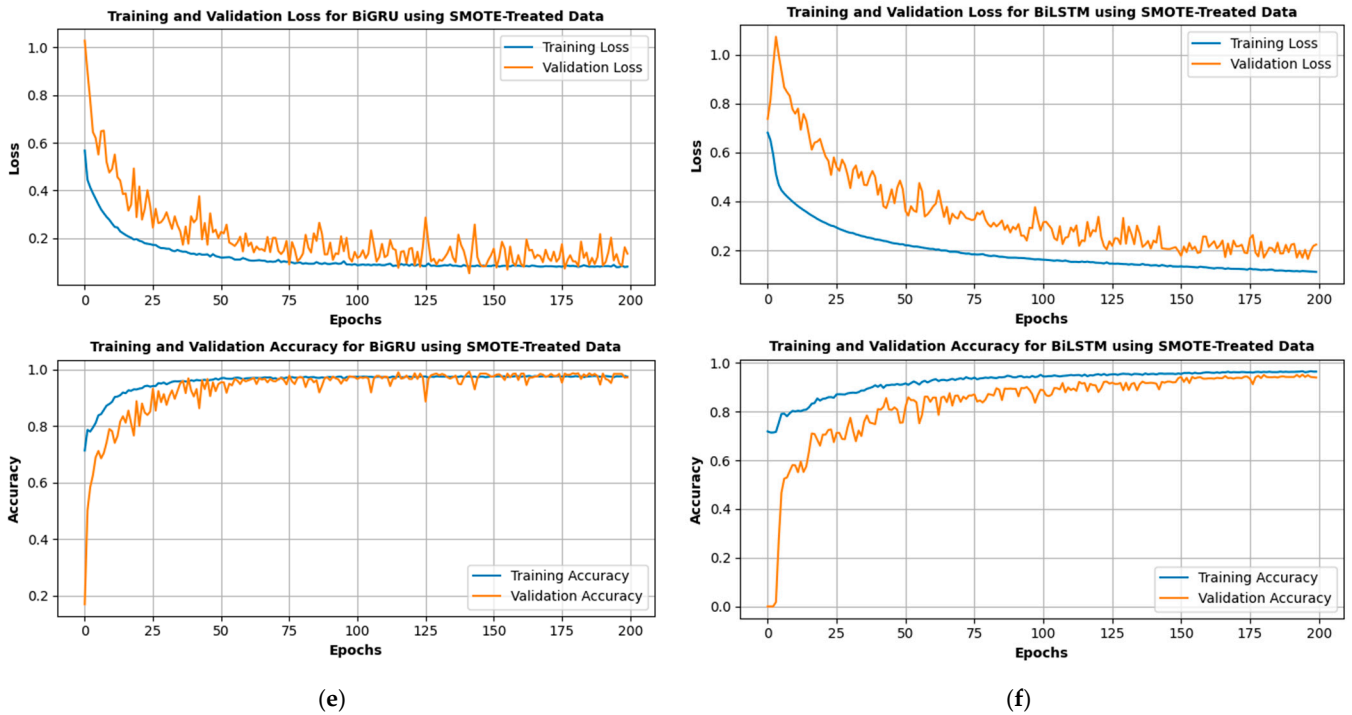 Training and Validation Loss for BiGRU using SMOTE-Treated Data
Training Loss
Validation Loss
1.0
0.8
0.6
0.4
0.2
Loss
0 25 50 75 100 125 150 175 200
Epochs
Training and Validation Accuracy for BiGRU using SMOTE-Treated Data
1.0
0.8
0.6
0.4
0.2
Accuracy
Training Accuracy
Validation Accuracy
0 25 50 75 100 125 150 175 200
Epochs
(e)
Training and Validation Loss for BiLSTM using SMOTE-Treated Data
Training Loss
Validation Loss
1.0
0.8
0.6
0.4
0.2
Loss
0 25 50 75 100 125 150 175 200
Epochs
Training and Validation Accuracy for BiLSTM using SMOTE-Treated Data
1.0
0.8
0.6
0.4
0.2
0.0
Accuracy
Training Accuracy
Validation Accuracy
0 25 50 75 100 125 150 175 200
Epochs
(f)